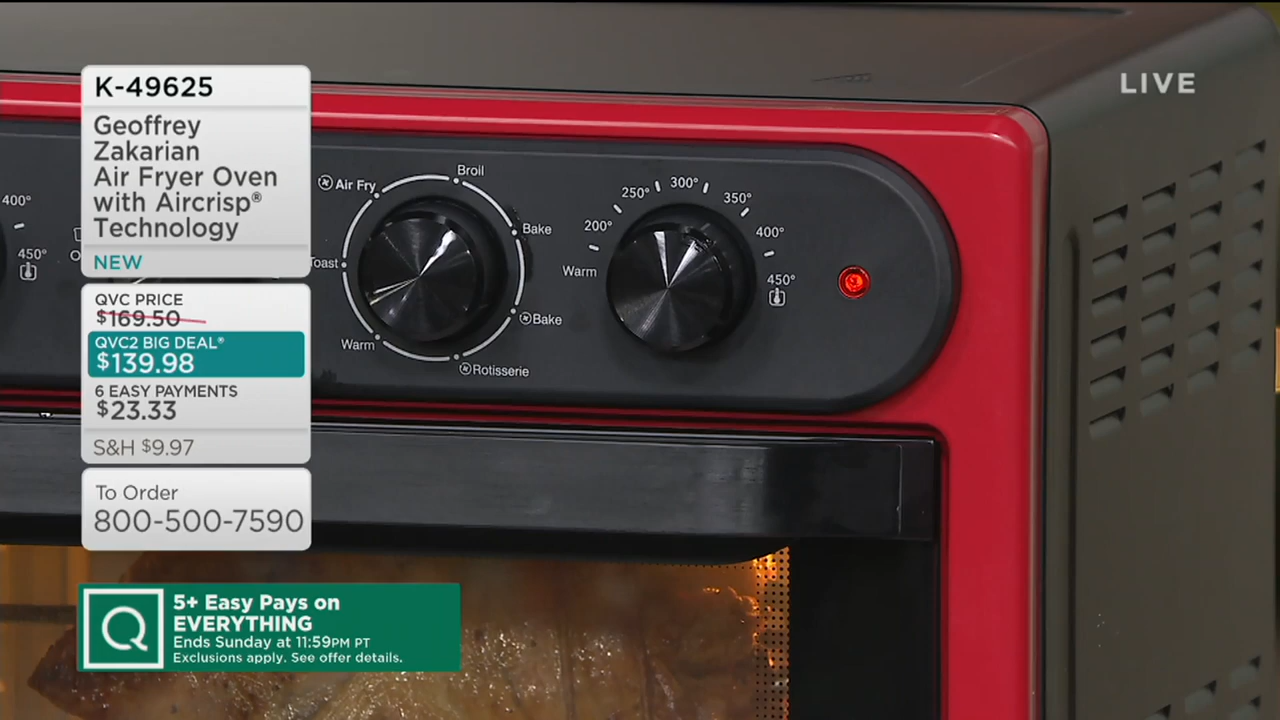 K-49625
Geoffrey
Zakarian
Air Fryer Oven
with Aircrisp®
Technology
NEW
QVC PRICE
$169.50
QVC2 BIG DEAL®
$139.98
6 EASY PAYMENTS
$23.33
S&H $9.97
To Order
800-500-7590
Q
5+ Easy Pays on
EVERYTHING
Ends Sunday at 11:59PM PT
Exclusions apply. See offer details.
LIVE
400°
450°
Air Fry
Broil
Bake
Bake
Rotisserie
Warm
Toast
Warm
200°
250°
300°
350°
400°
450°